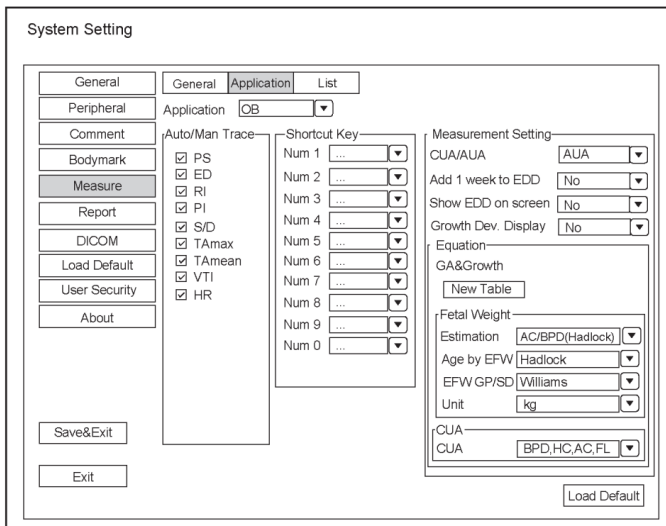 System Setting
General
Peripheral
Comment
Bodymark
Measure
Report
DICOM
Load Default
User Security
About
Save&Exit
Exit
General Application List
Application OB
Auto/Man Trace
PS
ED
RI
PI
S/D
TAmax
TAmean
VTI
HR
Shortcut Key
Num 1 ...
Num 2 ...
Num 3 ...
Num 4 ...
Num 5 ...
Num 6 ...
Num 7 ...
Num 8 ...
Num 9 ...
Num 0 ...
Measurement Setting
CUA/AUA AUA
Add 1 week to EDD No
Show EDD on screen No
Growth Dev. Display No
Equation
GA&Growth
New Table
Fetal Weight
Estimation AC/BPD(Hadlock)
Age by EFW Hadlock
EFW GP/SD Williams
Unit kg
CUA
CUA BPD,HC,AC,FL
Load Default